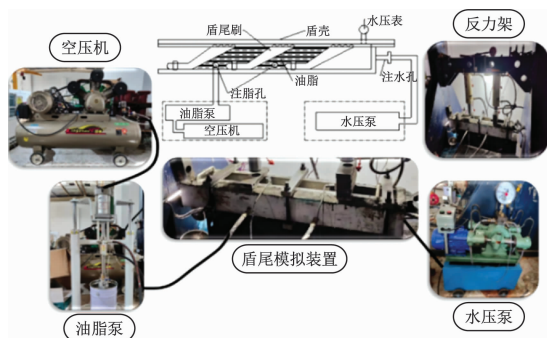 空压机
盾尾刷
盾壳
水压表
反力架
注脂孔
油脂
注水孔
油脂泵
空压机
水压泵
盾尾模拟装置
油脂泵
水压泵